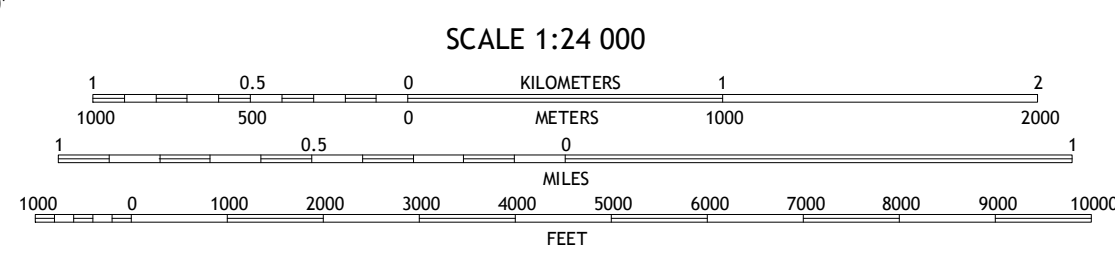 SCALE 1:24 000
1 0.5 0 KILOMETERS 1 2
1000 500 0 METERS 1000 2000
1 0.5 0 1
MILES
1000 0 1000 2000 3000 4000 5000 6000 7000 8000 9000 10000
FEET